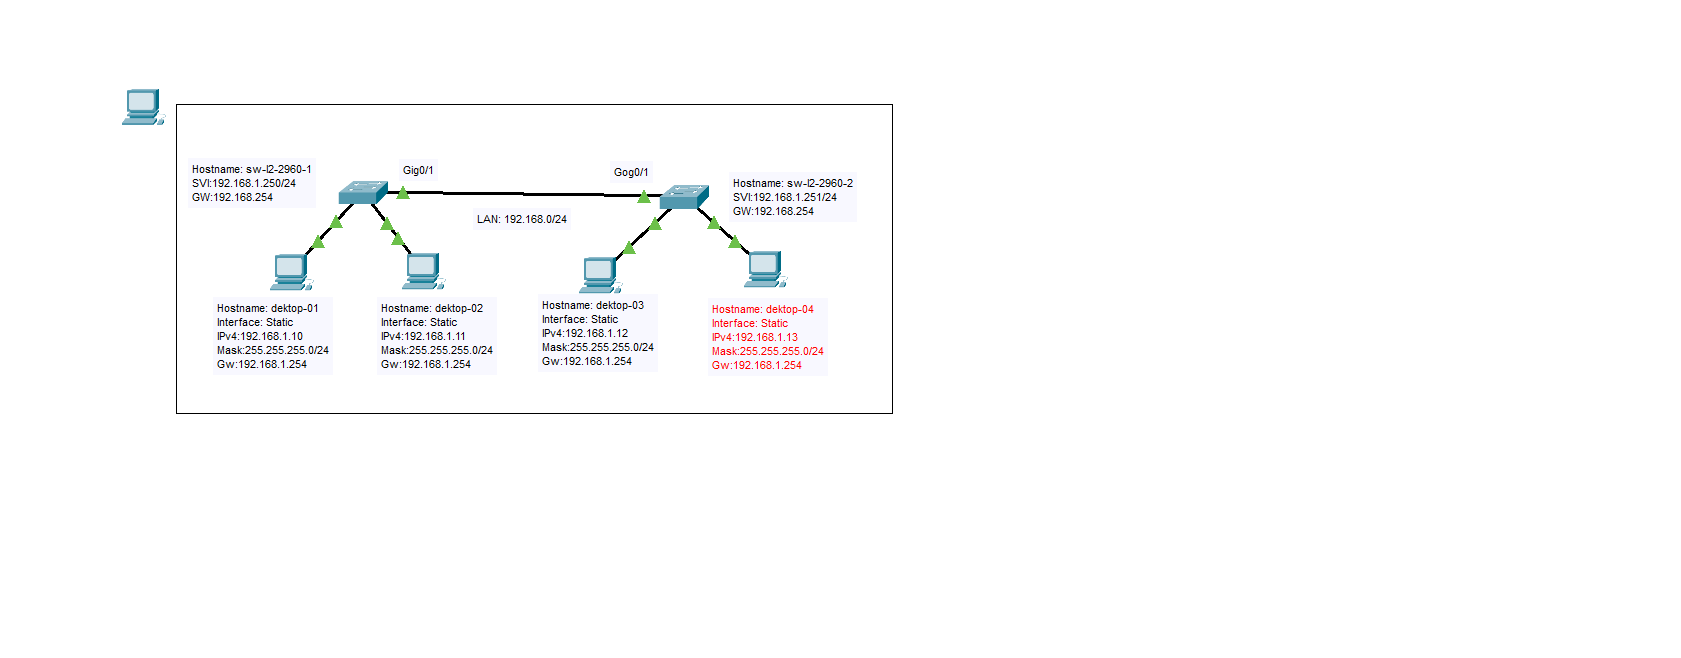 Hostname: sw-l2-2960-1
SVI:192.168.1.250/24
GW:192.168.254
Gig0/1
Gog0/1
Hostname: sw-l2-2960-2
SVI:192.168.1.251/24
GW:192.168.254
LAN: 192.168.0/24
Hostname: dektop-01
Interface: Static
IPv4:192.168.1.10
Mask:255.255.255.0/24
Gw:192.168.1.254
Hostname: dektop-02
Interface: Static
IPv4:192.168.1.11
Mask:255.255.255.0/24
Gw:192.168.1.254
Hostname: dektop-03
Interface: Static
IPv4:192.168.1.12
Mask:255.255.255.0/24
Gw:192.168.1.254
Hostname: dektop-04
Interface: Static
IPv4:192.168.1.13
Mask:255.255.255.0/24
Gw:192.168.1.254